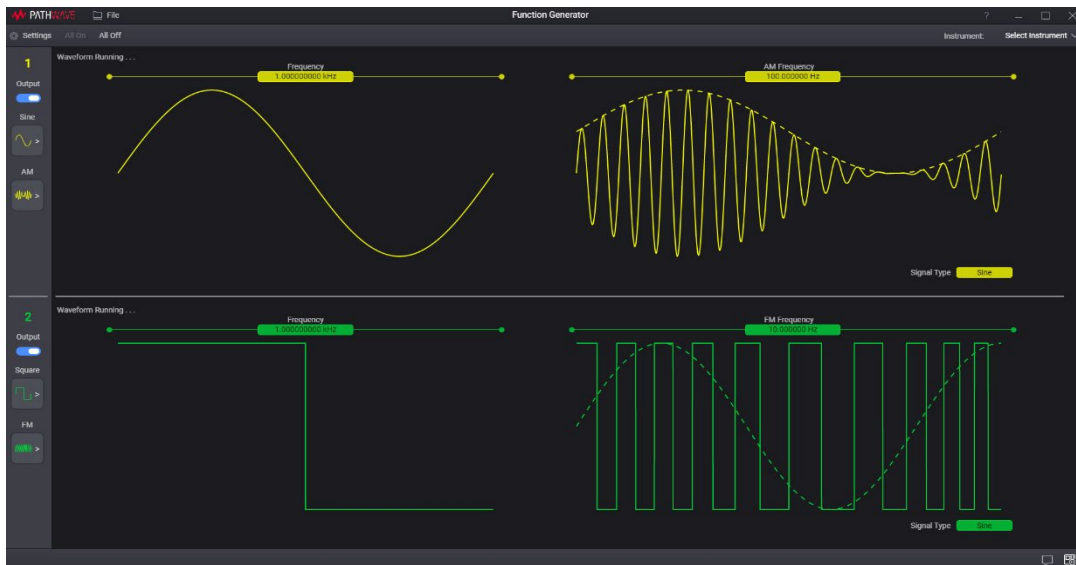 PATHWAVE File Function Generator ?
Settings All On All Off Instrument: Select Instrument
1
Waveform Running . . .
Output
Sine
AM
Frequency
1.000000000 kHz
AM Frequency
100.000000 Hz
Signal Type Sine
2
Waveform Running . . .
Output
Square
FM
Frequency
1.000000000 kHz
FM Frequency
10.000000 Hz
Signal Type Sine